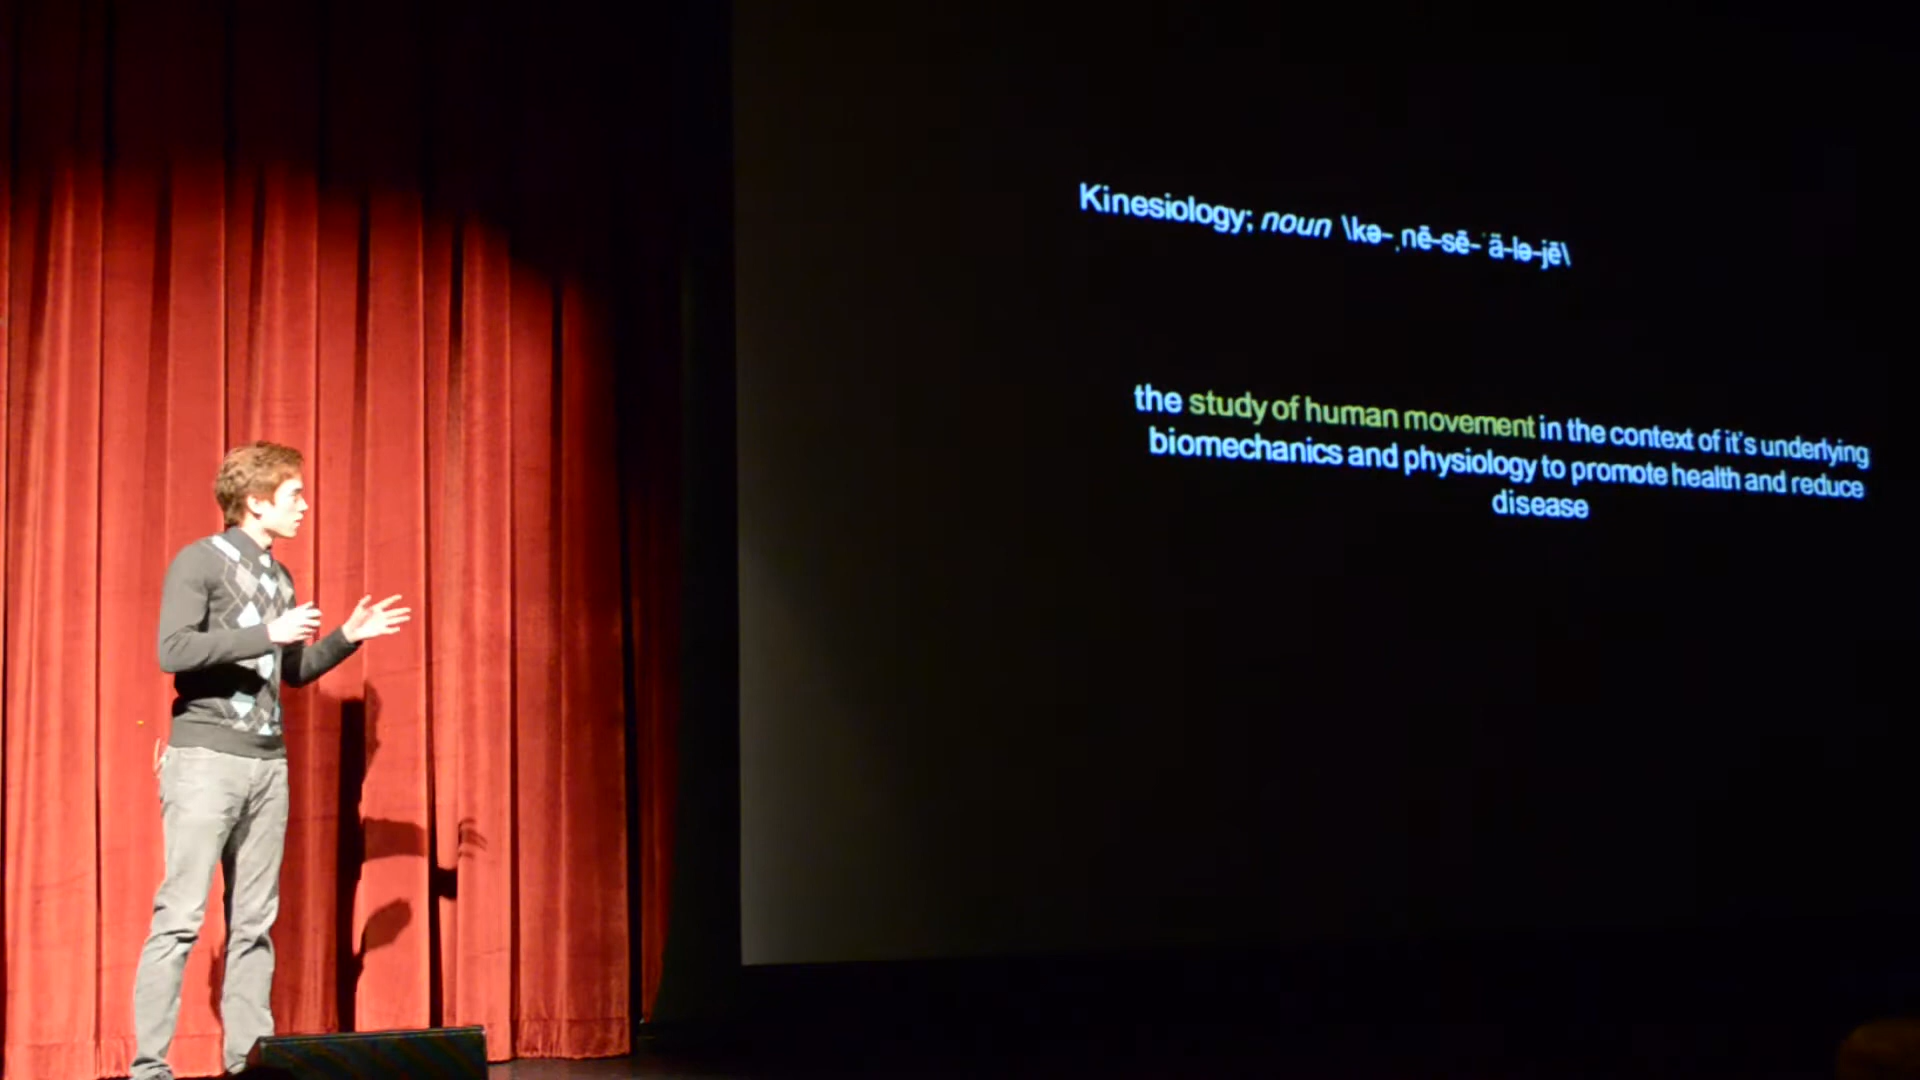 Kinesiology; noun \kə-ˌnē-sē-ˈä-lə-jē\
the study of human movement in the context of it's underlying
biomechanics and physiology to promote health and reduce
disease